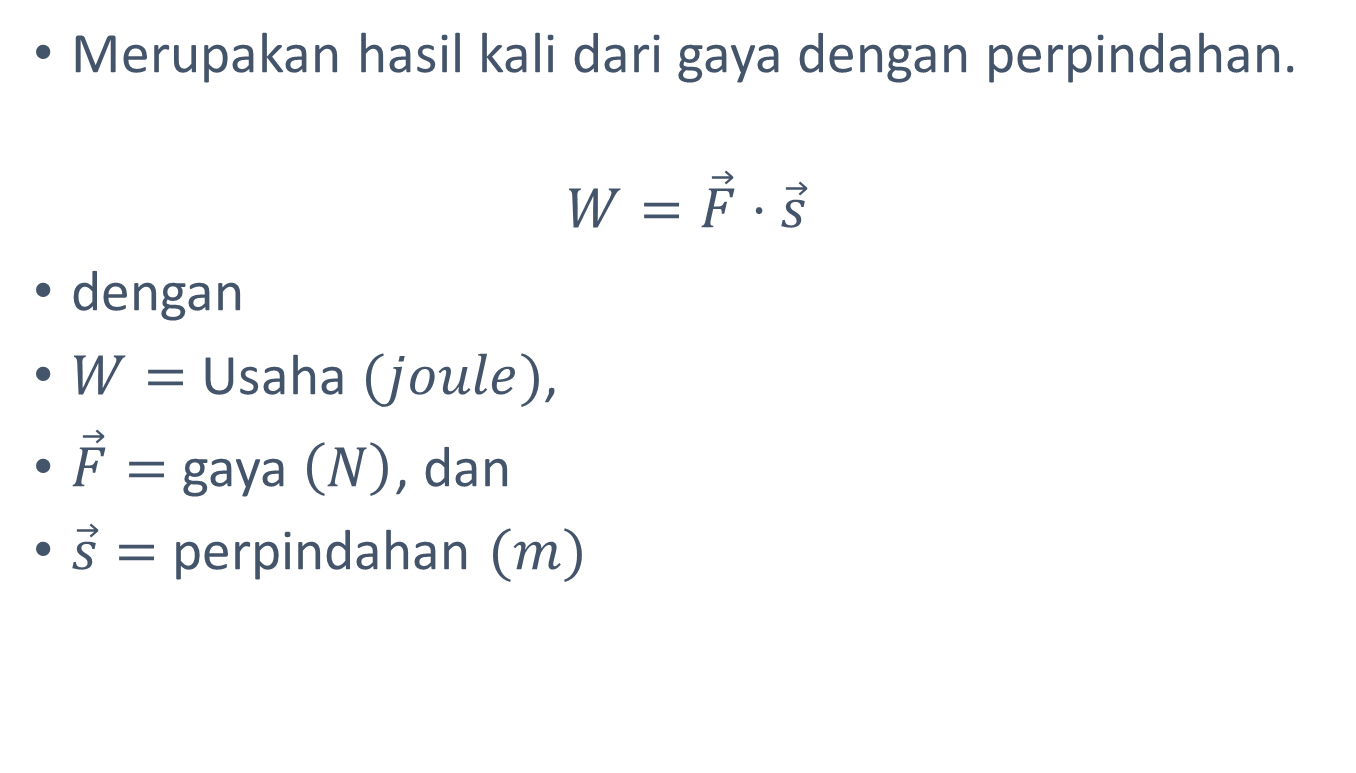 • Merupakan hasil kali dari gaya dengan perpindahan.
W = F⃗ · s⃗
• dengan
• W = Usaha (joule),
• F⃗ = gaya (N), dan
• s⃗ = perpindahan (m)